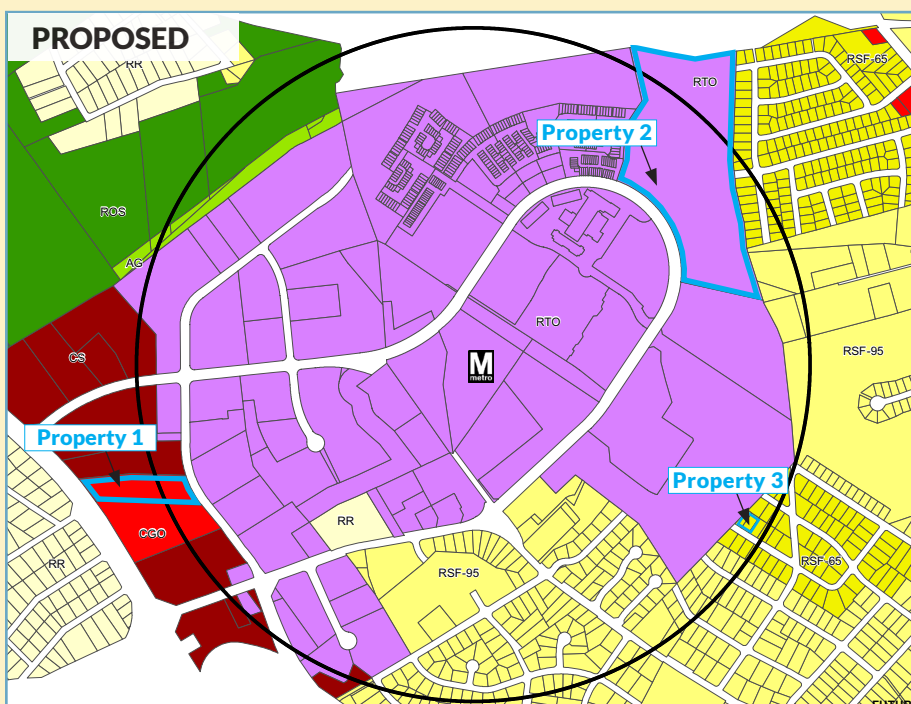 PROPOSED
RR
RSF-65
RTO
Property 2
ROS
AG
RTO
CS
M
metro
RSF-95
Property 1
Property 3
RR
CGO
RR
RSF-95
RSF-65